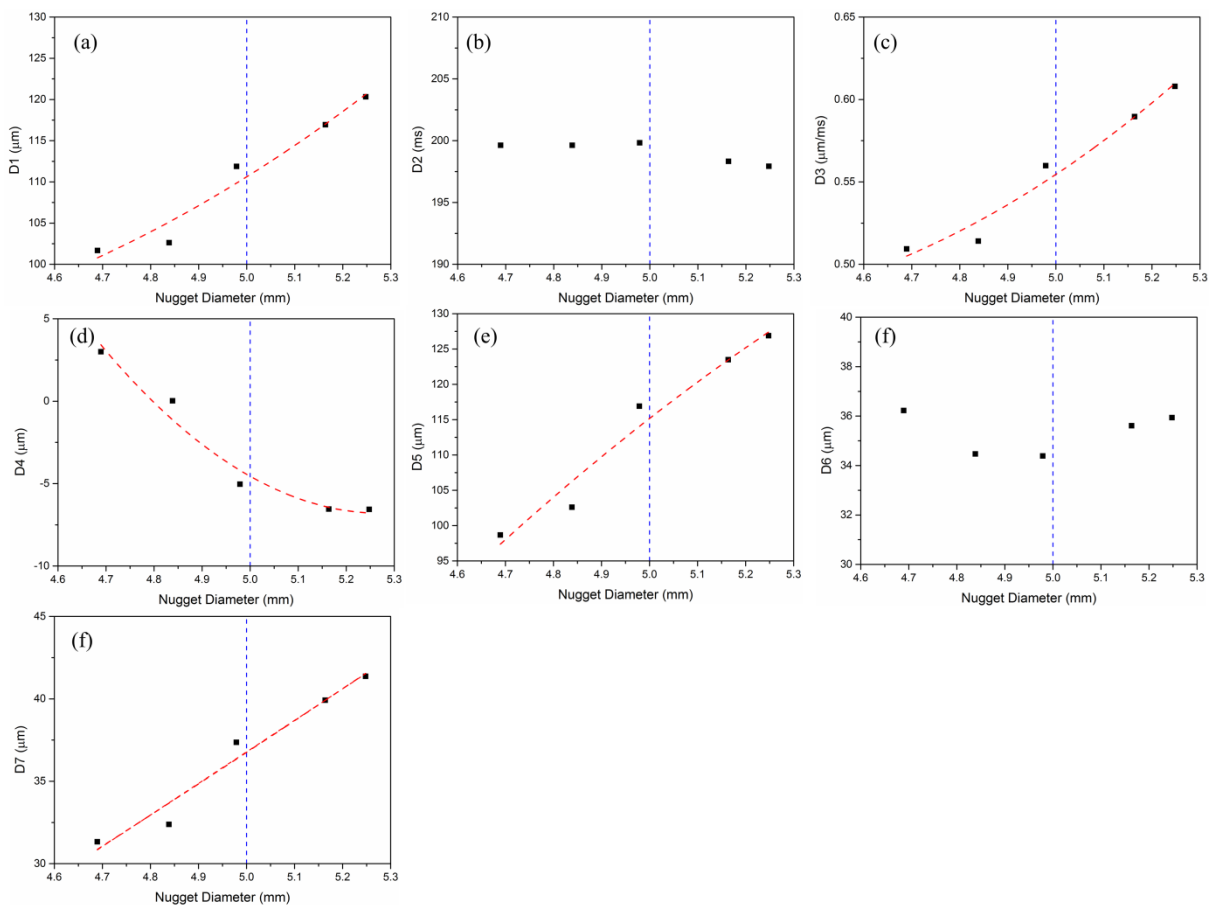 (a)
130
125
120
115
110
105
100
D1 (μm)
4.6 4.7 4.8 4.9 5.0 5.1 5.2 5.3
Nugget Diameter (mm)
(b)
210
205
200
195
190
D2 (ms)
4.6 4.7 4.8 4.9 5.0 5.1 5.2 5.3
Nugget Diameter (mm)
(c)
0.65
0.60
0.55
0.50
D3 (μm/ms)
4.6 4.7 4.8 4.9 5.0 5.1 5.2 5.3
Nugget Diameter (mm)
(d)
5
0
-5
-10
D4 (μm)
4.6 4.7 4.8 4.9 5.0 5.1 5.2 5.3
Nugget Diameter (mm)
(e)
130
125
120
115
110
105
100
95
D5 (μm)
4.6 4.7 4.8 4.9 5.0 5.1 5.2 5.3
Nugget Diameter (mm)
(f)
40
38
36
34
32
30
D6 (μm)
4.6 4.7 4.8 4.9 5.0 5.1 5.2 5.3
Nugget Diameter (mm)
(f)
45
40
35
30
D7 (μm)
4.6 4.7 4.8 4.9 5.0 5.1 5.2 5.3
Nugget Diameter (mm)